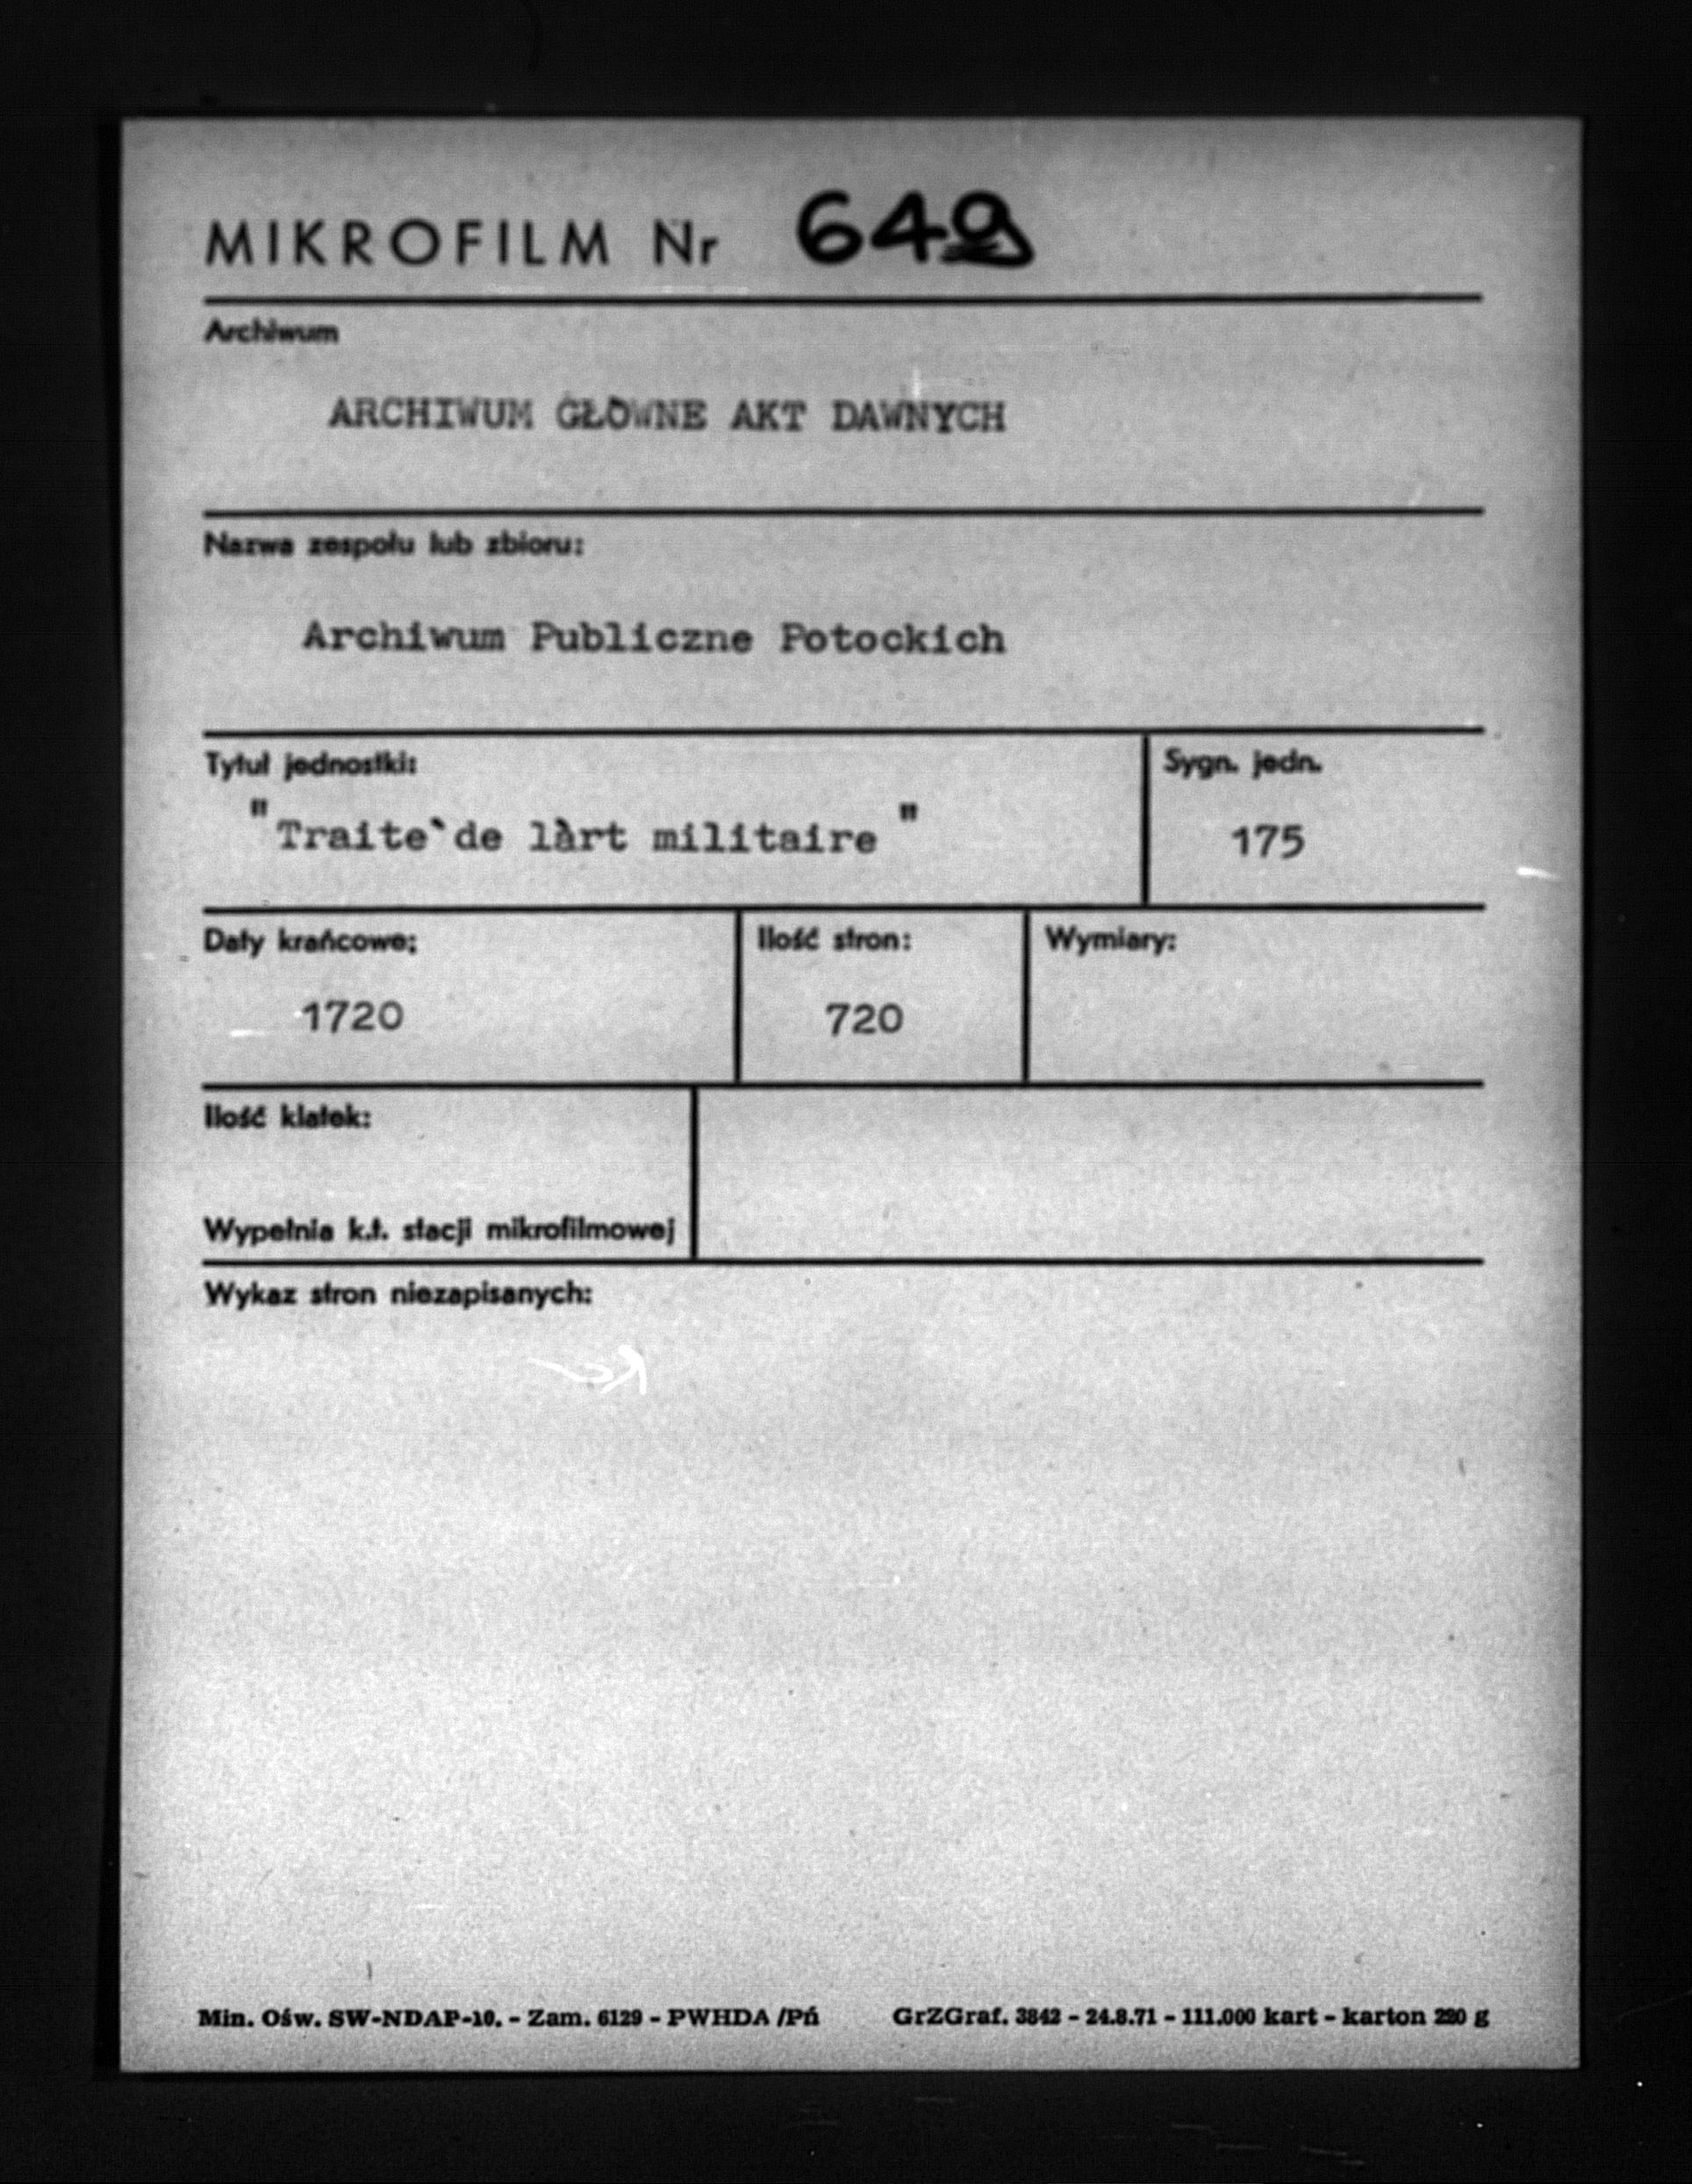 MIKROFILM Nr
Archiwum
ARCHIWUM GŁÓWNE AKT DAWNYCH
Nazwa zespołu lub zbioru:
Archiwum Publiczne Potockich
Tytuł jednostki:
Sygn. jedn.
"Traite`de làrt militaire "
175
Daty krańcowe:
Ilość stron:
Wymiary:
1720
720
Ilość klatek:
Wypełnia k.t. stacji mikrofilmowej
Wykaz stron niezapisanych:
Min. Ośw. SW-NDAP-10. - Zam. 6129 - PWHDA /Pń
GrZGraf. 3842 - 24.8.71 - 111.000 kart - karton 220 g